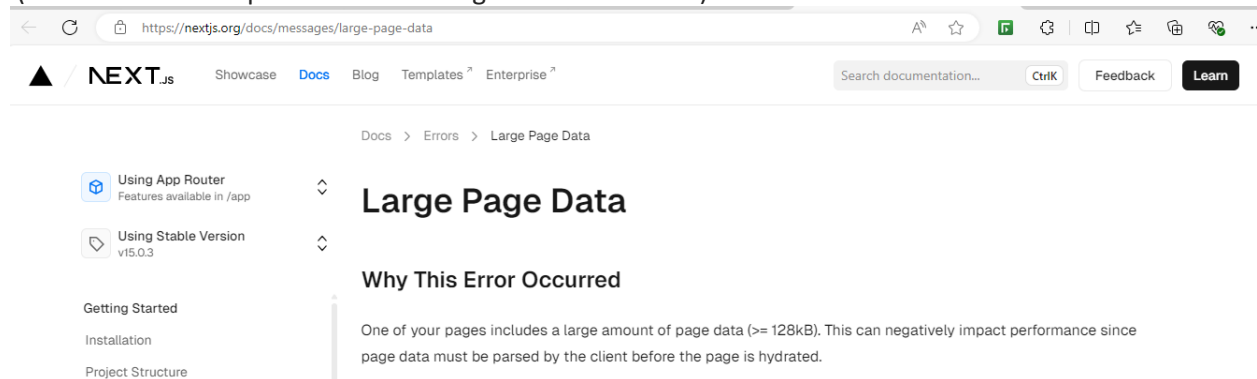 https://nextjs.org/docs/messages/large-page-data
NEXT.JS Showcase Docs Blog Templates Enterprise Search documentation... CtrlK Feedback Learn
Docs > Errors > Large Page Data
Using App Router
Features available in /app
Large Page Data
Using Stable Version
v15.0.3
Why This Error Occurred
Getting Started
One of your pages includes a large amount of page data (>= 128kB). This can negatively impact performance since
Installation
page data must be parsed by the client before the page is hydrated.
Project Structure